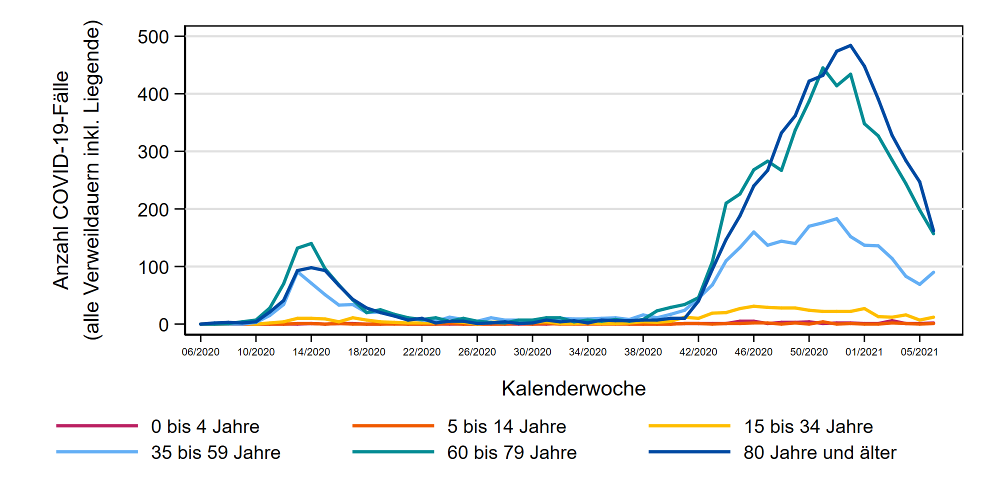 Anzahl COVID-19-Fälle
(alle Verweildauern inkl. Liegende)
500
400
300
200
100
0
06/2020 10/2020 14/2020 18/2020 22/2020 26/2020 30/2020 34/2020 38/2020 42/2020 46/2020 50/2020 01/2021 05/2021
Kalenderwoche
0 bis 4 Jahre 5 bis 14 Jahre 15 bis 34 Jahre
35 bis 59 Jahre 60 bis 79 Jahre 80 Jahre und älter